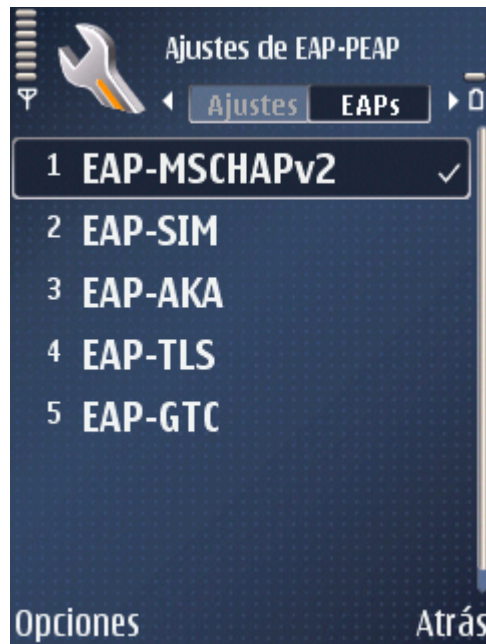 Ajustes de EAP-PEAP
Ajustes EAPs
1 EAP-MSCHAPv2
2 EAP-SIM
3 EAP-AKA
4 EAP-TLS
5 EAP-GTC
Opciones Atrás